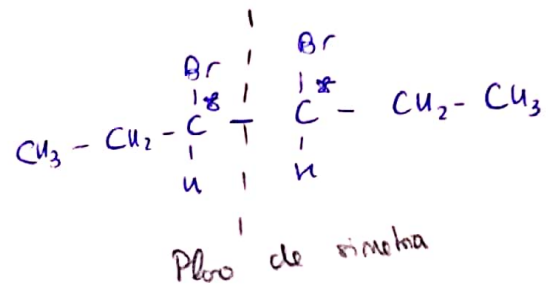 Br Br
CH3 - CH2 - C* - C* - CH2 - CH3
H H
Plano de simetria